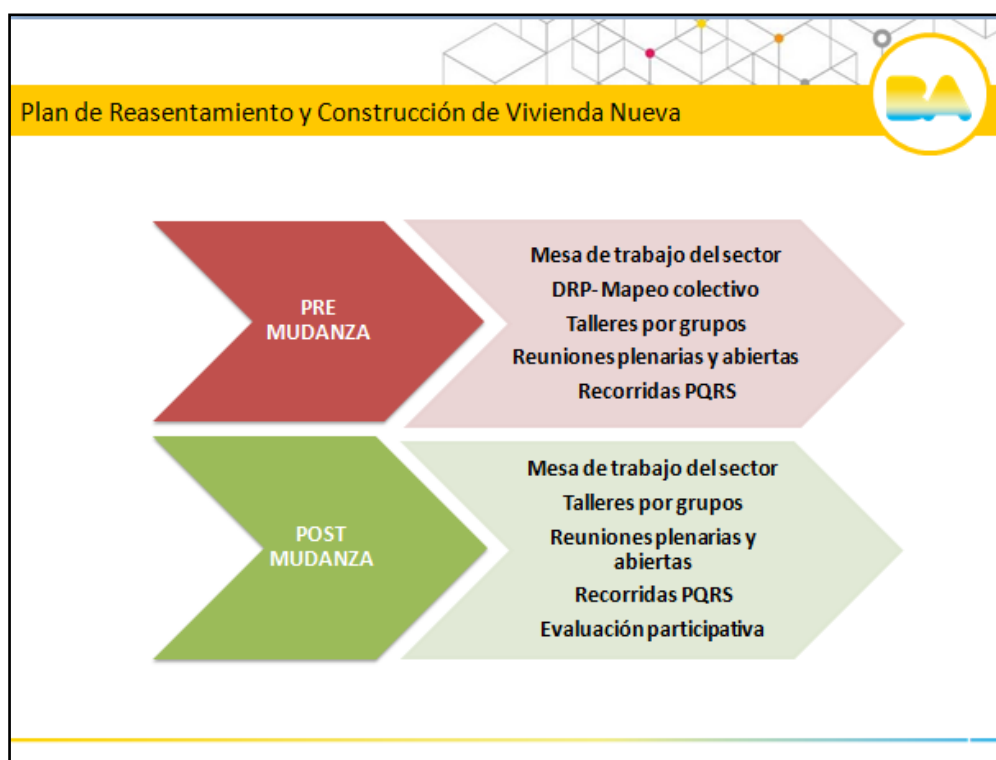 Plan de Reasentamiento y Construcción de Vivienda Nueva
BA
PRE
MUDANZA
Mesa de trabajo del sector
DRP- Mapeo colectivo
Talleres por grupos
Reuniones plenarias y abiertas
Recorridas PQRS
POST
MUDANZA
Mesa de trabajo del sector
Talleres por grupos
Reuniones plenarias y
abiertas
Recorridas PQRS
Evaluación participativa